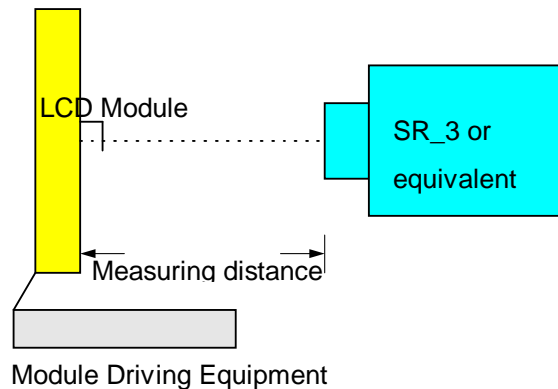 LCD Module
SR_3 or
equivalent
Measuring distance
Module Driving Equipment